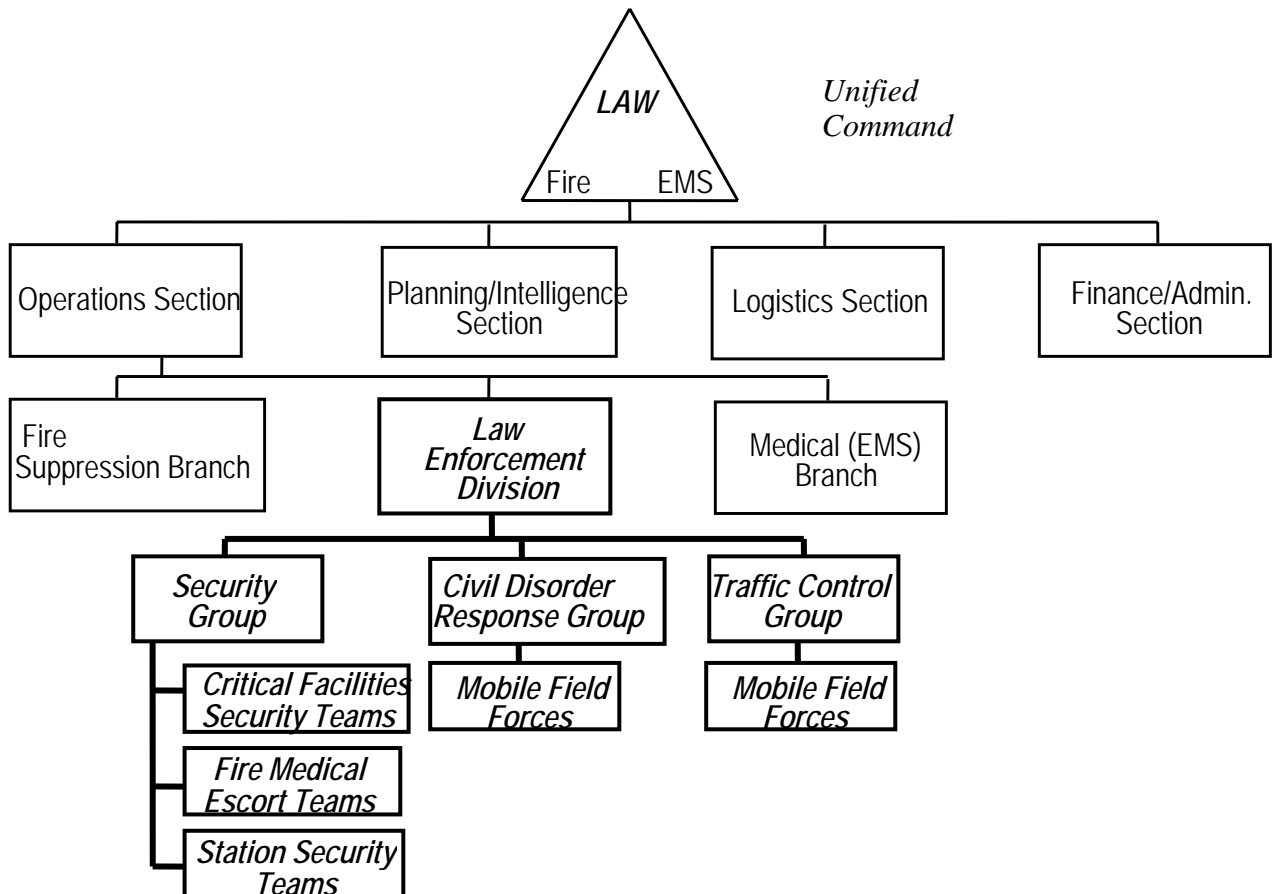 LAW
Unified
Command
Fire EMS
Operations Section
Planning/Intelligence
Section
Logistics Section
Finance/Admin.
Section
Fire
Suppression Branch
Law
Enforcement
Division
Medical (EMS)
Branch
Security
Group
Civil Disorder
Response Group
Traffic Control
Group
Critical Facilities
Security Teams
Mobile Field
Forces
Mobile Field
Forces
Fire Medical
Escort Teams
Station Security
Teams